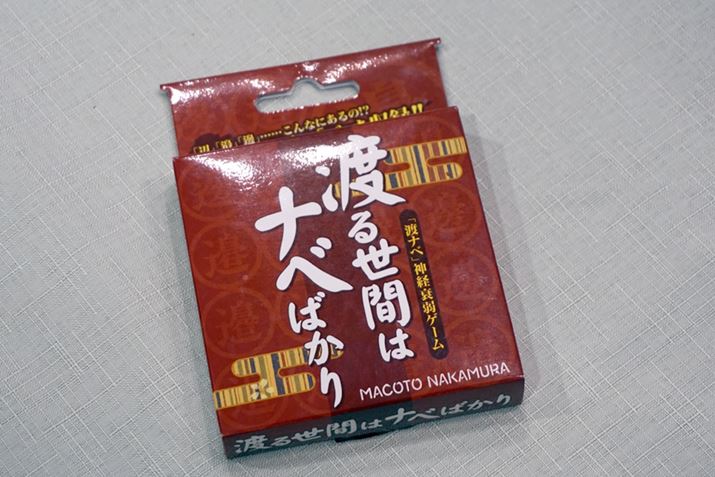 「辺」「邉」「邊」……こんなにあるの!?
渡る世間は
ナベばかり
「渡ナベ」神経衰弱ゲーム
MACOTO NAKAMURA
渡る世間はナベばかり